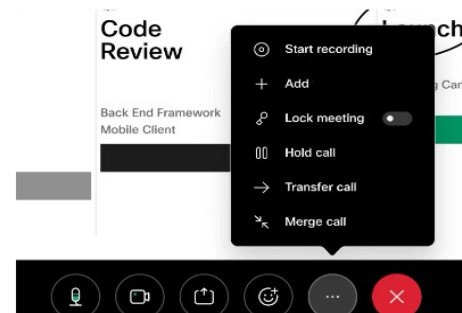 Code
Review
Back End Framework
Mobile Client
Start recording
Add
Lock meeting
Hold call
Transfer call
Merge call